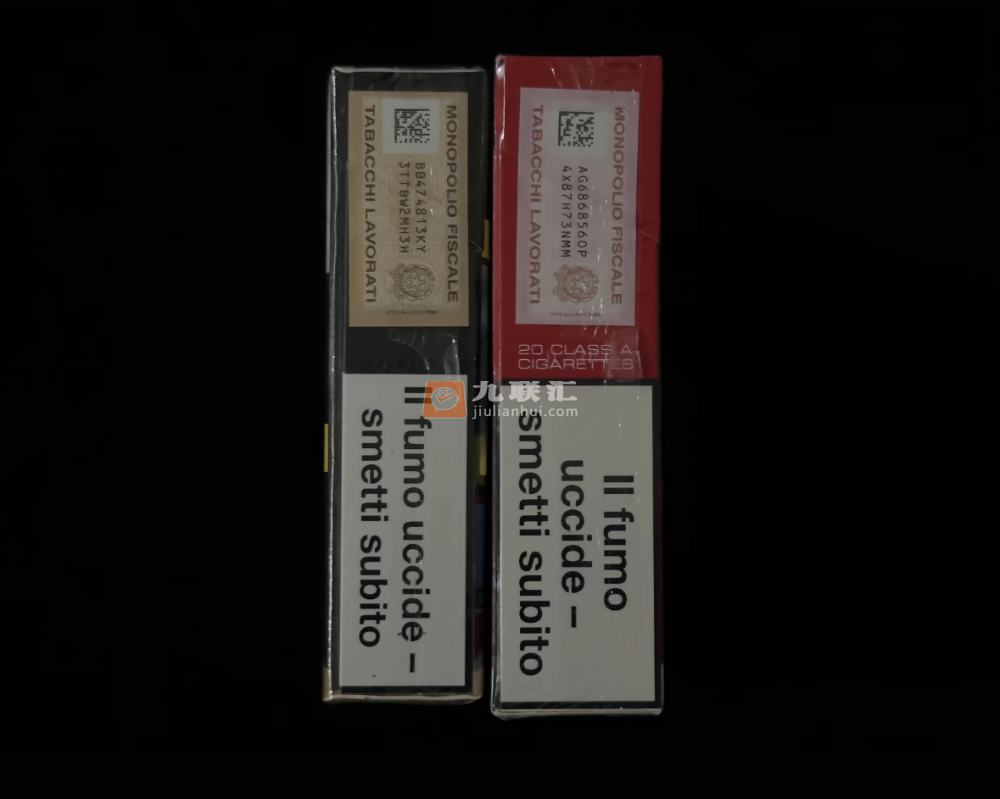 MONOPOLIO FISCALE
BB474813KY
3TTBW2MH3H
TABACCHI LAVORATI
Il fumo uccide –
smetti subito
MONOPOLIO FISCALE
AG6868560P
4X87H73NMM
TABACCHI LAVORATI
20 CLASS A
CIGARETTES
Il fumo
uccide –
smetti subito
九联汇
jiulianhui.com